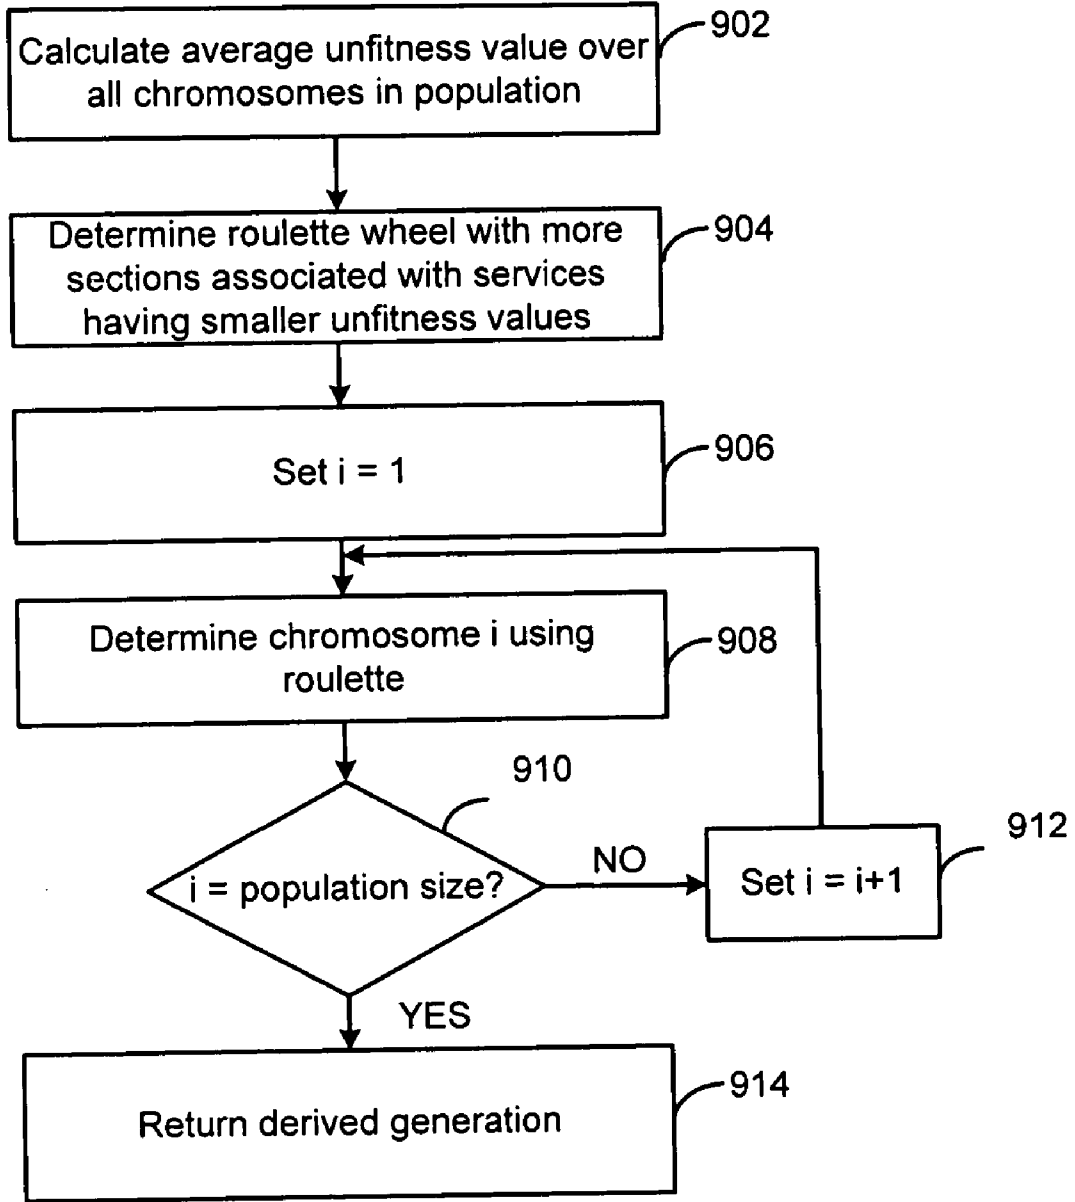 902
Calculate average unfitness value over
all chromosomes in population
904
Determine roulette wheel with more
sections associated with services
having smaller unfitness values
906
Set i = 1
908
Determine chromosome i using
roulette
910
i = population size?
NO
912
Set i = i+1
YES
914
Return derived generation